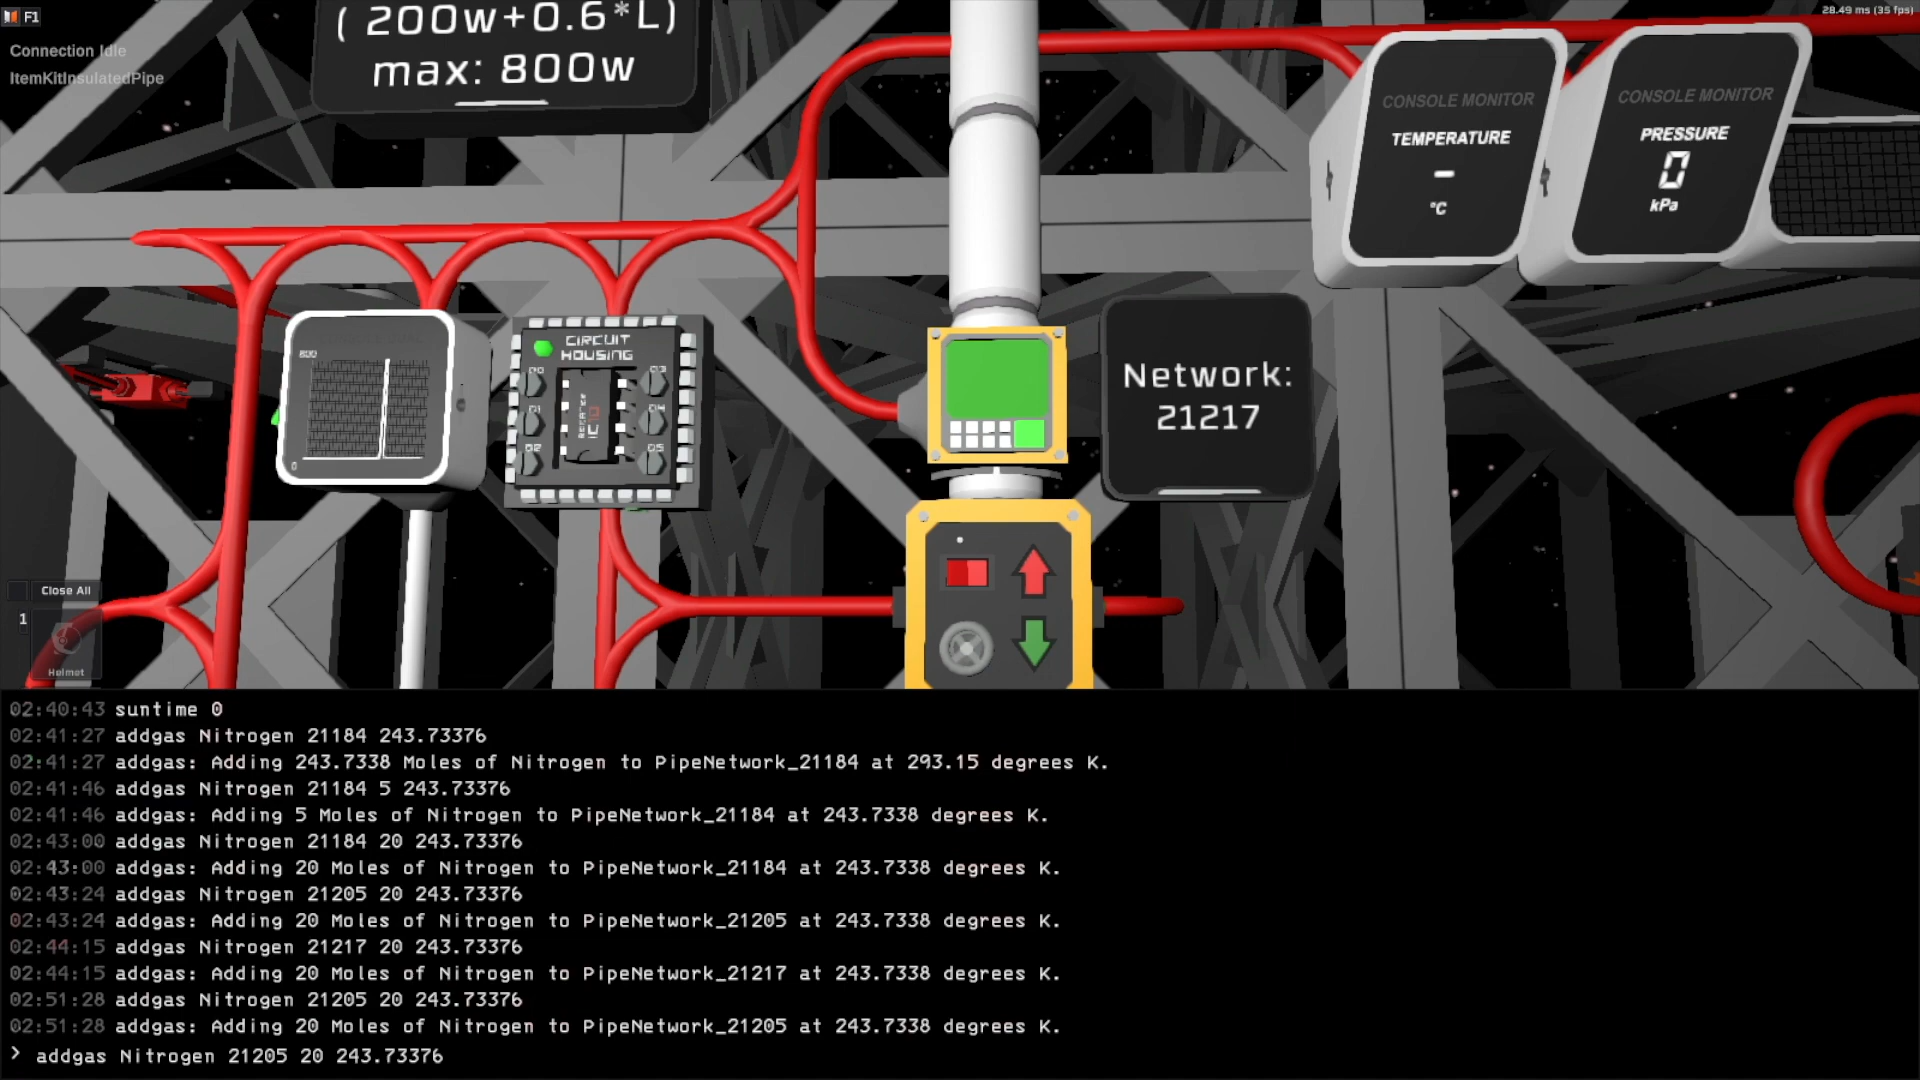 F1
28.49 ms (35 fps)
Connection Idle
ItemKitInsulatedPipe
( 200w+0.6*L)
max: 800w
CONSOLE MONITOR
TEMPERATURE
-
°C
CONSOLE MONITOR
PRESSURE
0
kPa
800
0
CIRCUIT
HOUSING
D0
D3
D1
D4
D2
D5
IC10
Network:
21217
Close All
1
Helmet
02:40:43 suntime 0
02:41:27 addgas Nitrogen 21184 243.73376
02:41:27 addgas: Adding 243.7338 Moles of Nitrogen to PipeNetwork_21184 at 293.15 degrees K.
02:41:46 addgas Nitrogen 21184 5 243.73376
02:41:46 addgas: Adding 5 Moles of Nitrogen to PipeNetwork_21184 at 243.7338 degrees K.
02:43:00 addgas Nitrogen 21184 20 243.73376
02:43:00 addgas: Adding 20 Moles of Nitrogen to PipeNetwork_21184 at 243.7338 degrees K.
02:43:24 addgas Nitrogen 21205 20 243.73376
02:43:24 addgas: Adding 20 Moles of Nitrogen to PipeNetwork_21205 at 243.7338 degrees K.
02:44:15 addgas Nitrogen 21217 20 243.73376
02:44:15 addgas: Adding 20 Moles of Nitrogen to PipeNetwork_21217 at 243.7338 degrees K.
02:51:28 addgas Nitrogen 21205 20 243.73376
02:51:28 addgas: Adding 20 Moles of Nitrogen to PipeNetwork_21205 at 243.7338 degrees K.
> addgas Nitrogen 21205 20 243.73376